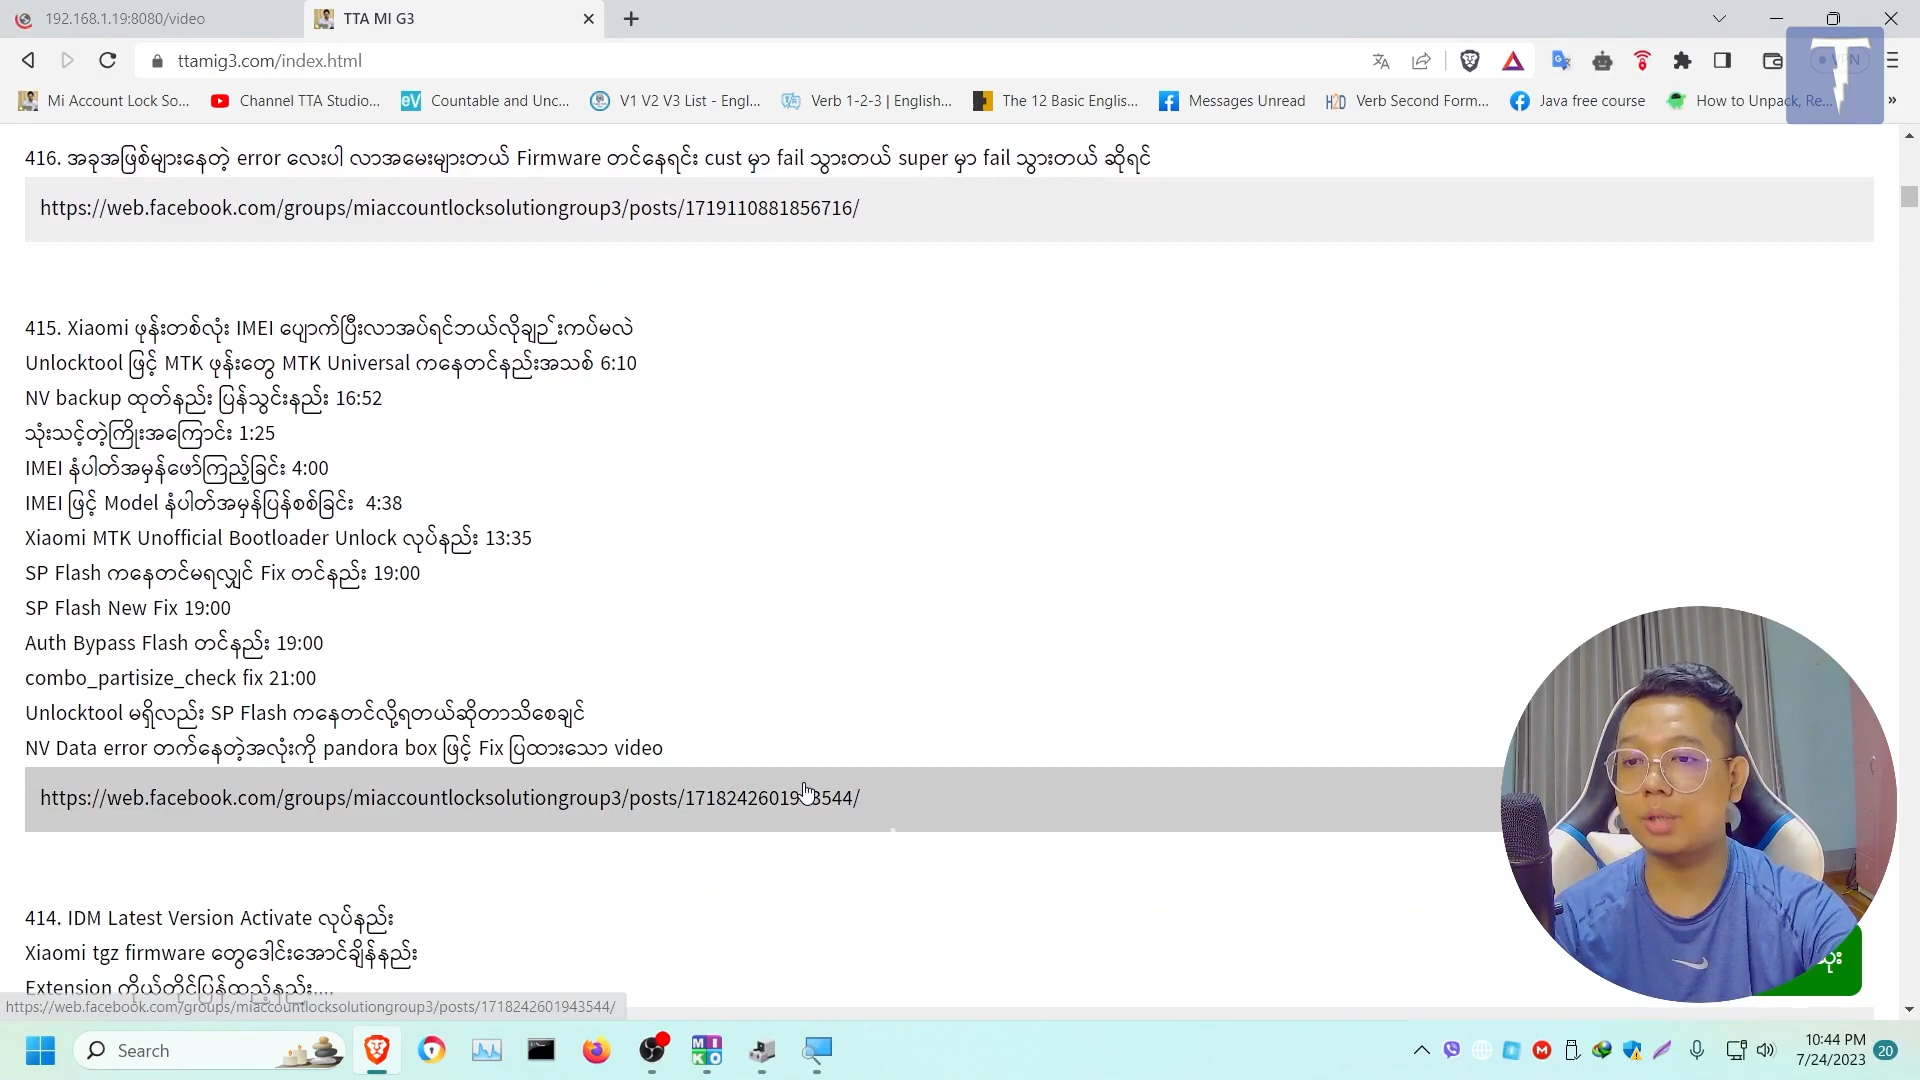 192.168.1.19:8080/video
TTA MI G3
ttamig3.com/index.html
VPN
Mi Account Lock So...
Channel TTA Studio...
Countable and Unc...
V1 V2 V3 List - Engl...
Verb 1-2-3 | English...
The 12 Basic Englis...
Messages Unread
Verb Second Form...
Java free course
How to Unpack, Re...
416. အခုအဖြစ်များနေတဲ့ error လေးပါ လာအမေးများတယ် Firmware တင်နေရင်း cust မှာ fail သွားတယ် super မှာ fail သွားတယ် ဆိုရင်
https://web.facebook.com/groups/miaccountlocksolutiongroup3/posts/1719110881856716/
415. Xiaomi ဖုန်းတစ်လုံး IMEI ပျောက်ပြီးလာအပ်ရင်ဘယ်လိုချဉ်းကပ်မလဲ
Unlocktool ဖြင့် MTK ဖုန်းတွေ MTK Universal ကနေတင်နည်းအသစ် 6:10
NV backup ထုတ်နည်း ပြန်သွင်းနည်း 16:52
သုံးသင့်တဲ့ကြိုးအကြောင်း 1:25
IMEI နံပါတ်အမှန်ဖော်ကြည့်ခြင်း 4:00
IMEI ဖြင့် Model နံပါတ်အမှန်ပြန်စစ်ခြင်း 4:38
Xiaomi MTK Unofficial Bootloader Unlock လုပ်နည်း 13:35
SP Flash ကနေတင်မရလျှင် Fix တင်နည်း 19:00
SP Flash New Fix 19:00
Auth Bypass Flash တင်နည်း 19:00
combo_partisize_check fix 21:00
Unlocktool မရှိလည်း SP Flash ကနေတင်လို့ရတယ်ဆိုတာသိစေချင်
NV Data error တက်နေတဲ့အလုံးကို pandora box ဖြင့် Fix ပြထားသော video
https://web.facebook.com/groups/miaccountlocksolutiongroup3/posts/1718242601943544/
414. IDM Latest Version Activate လုပ်နည်း
Xiaomi tgz firmware တွေဒေါင်းအောင်ချိန်နည်း
Extension ကိုယ်တိုင်ပြန်ထည့်နည်း....
https://web.facebook.com/groups/miaccountlocksolutiongroup3/posts/1718242601943544/
Search
MI
KO
10:44 PM
7/24/2023
20